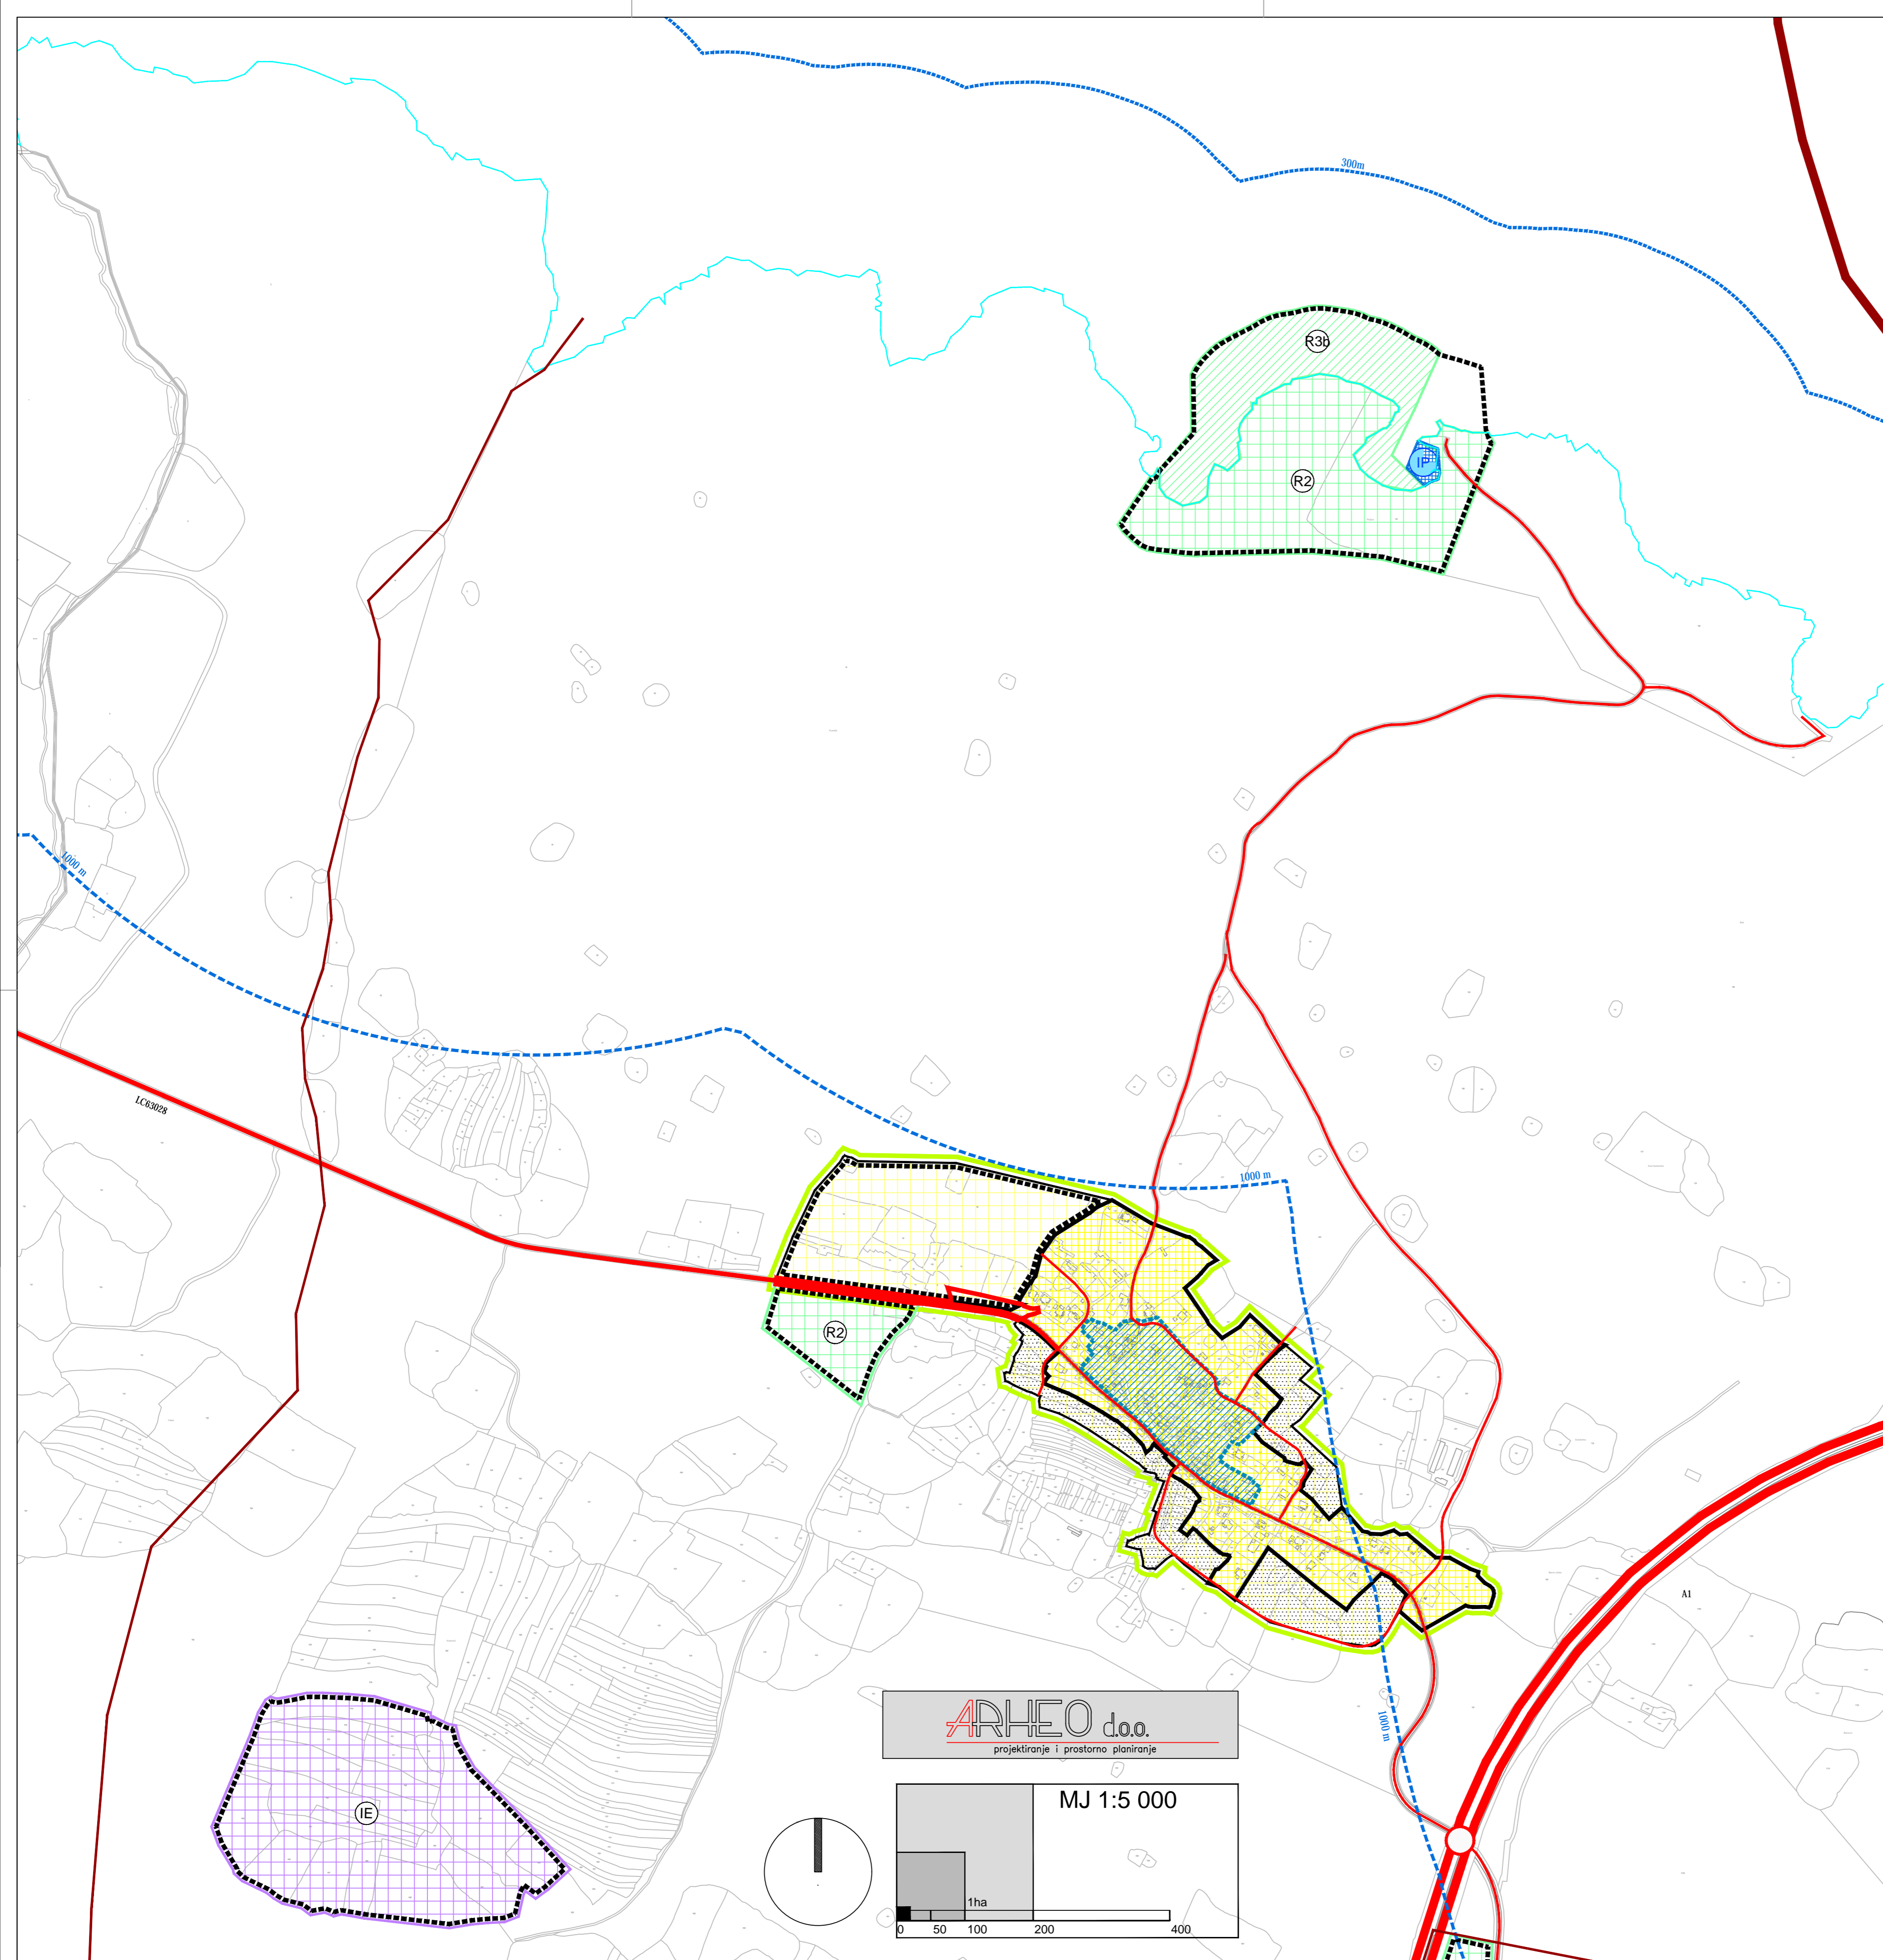 300m
R3b
IP
R2
1000 m
LC63028
1000 m
R2
A1
ARHEO d.o.o.
projektiranje i prostorno planiranje
1000 m
MJ 1:5 000
IE
1ha
0 50 100 200 400